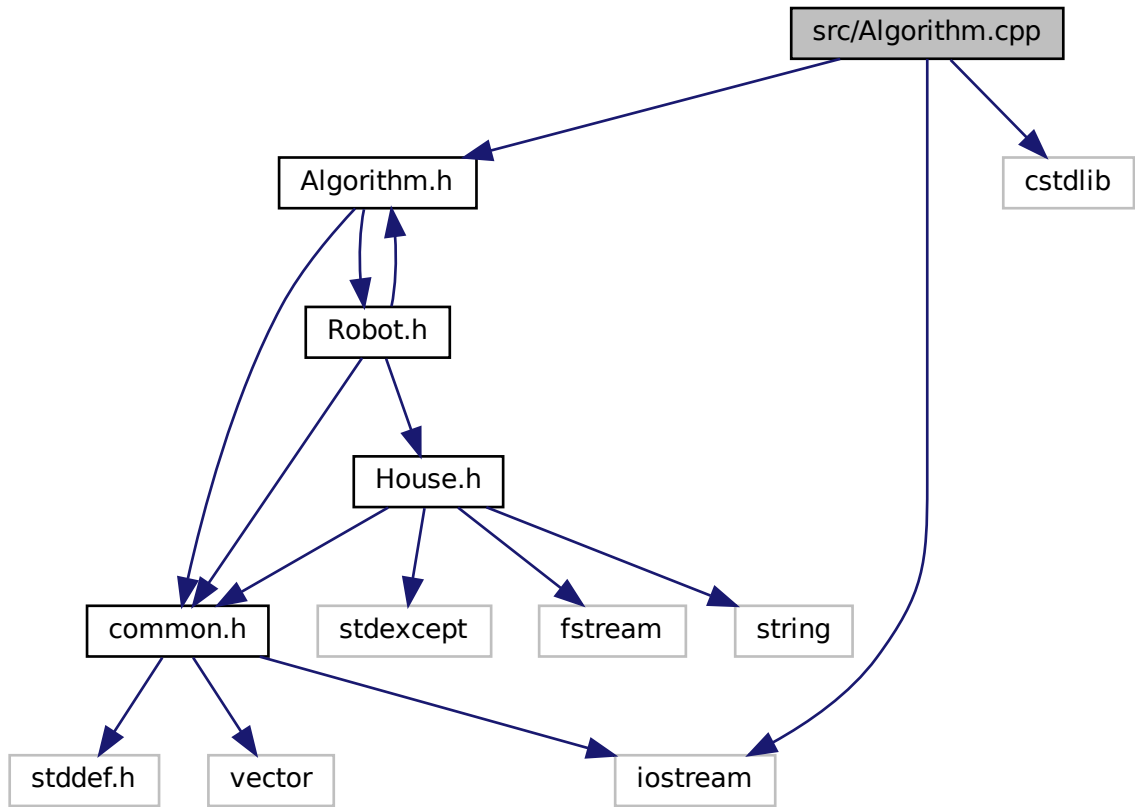 src/Algorithm.cpp
Algorithm.h
cstdlib
Robot.h
House.h
common.h
stdexcept
fstream
string
stddef.h
vector
iostream